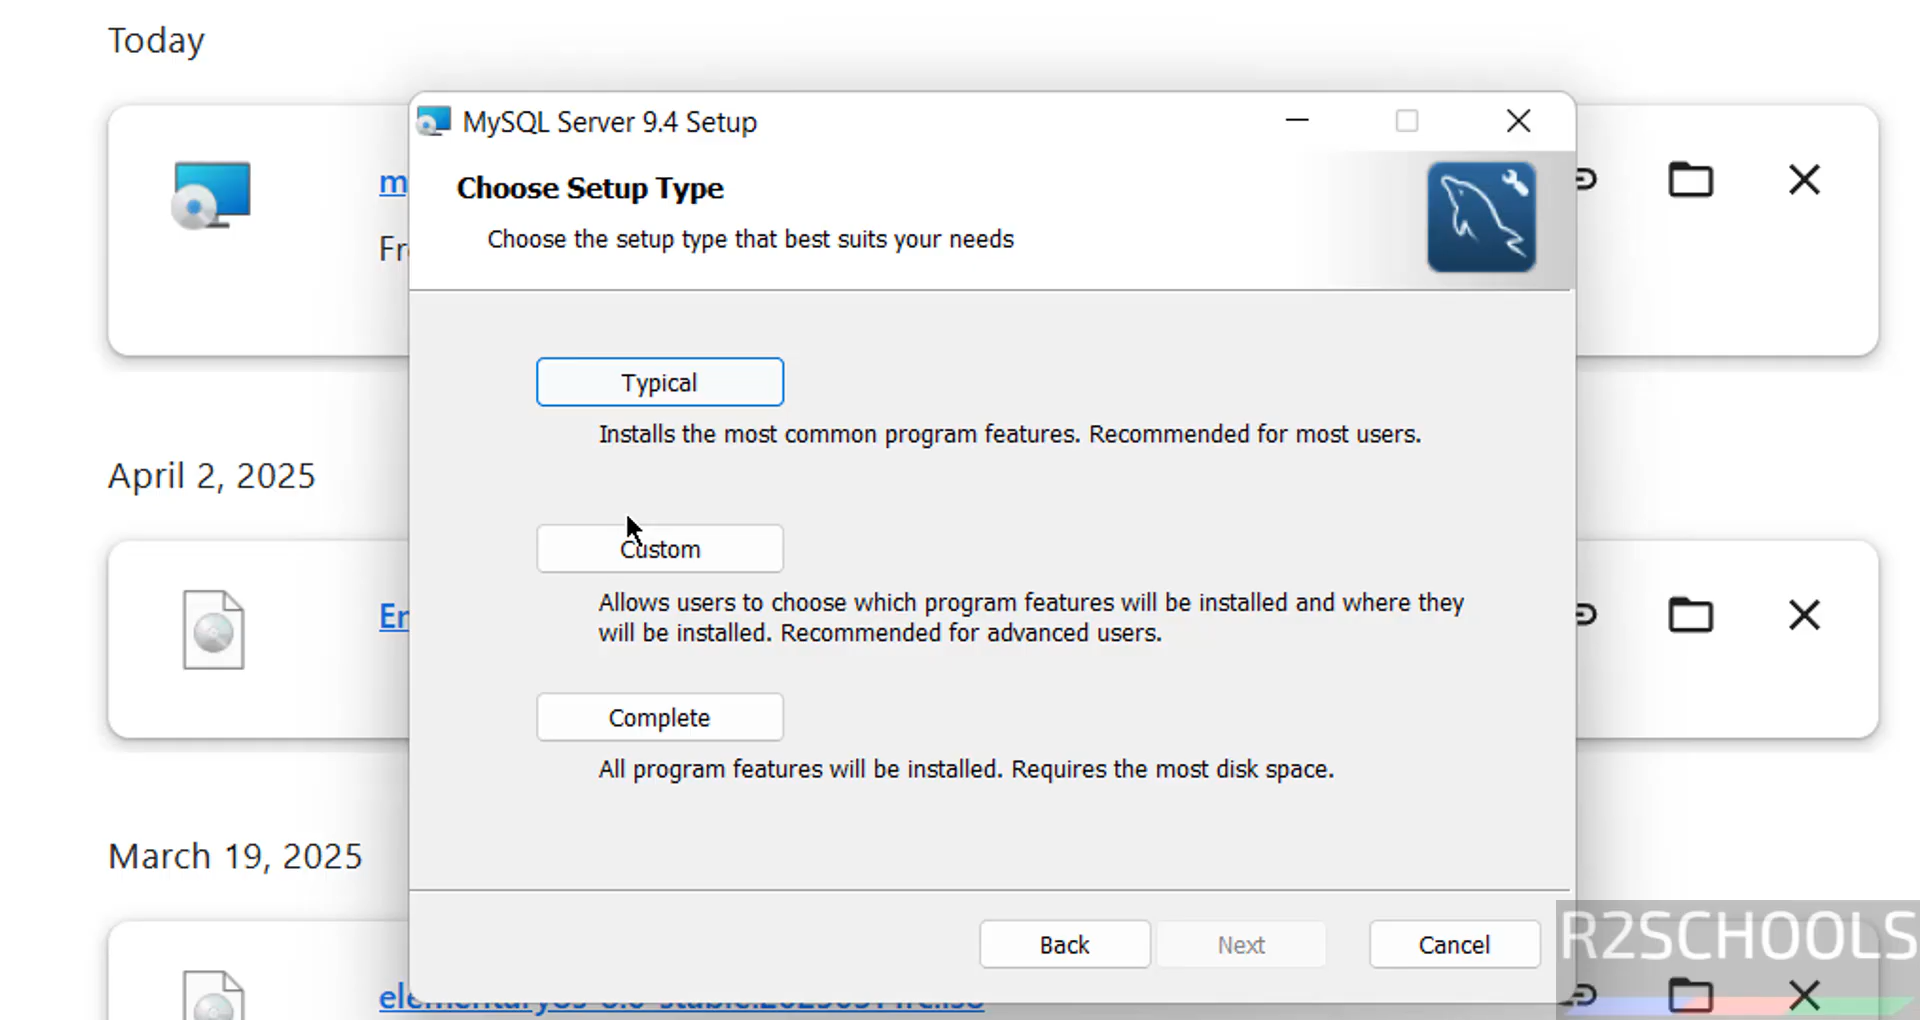 Today
MySQL Server 9.4 Setup
Choose Setup Type
Choose the setup type that best suits your needs
m
Fr
Typical
Installs the most common program features. Recommended for most users.
April 2, 2025
Custom
Allows users to choose which program features will be installed and where they
will be installed. Recommended for advanced users.
En
Complete
All program features will be installed. Requires the most disk space.
March 19, 2025
Back
Next
Cancel
R2SCHOOLS